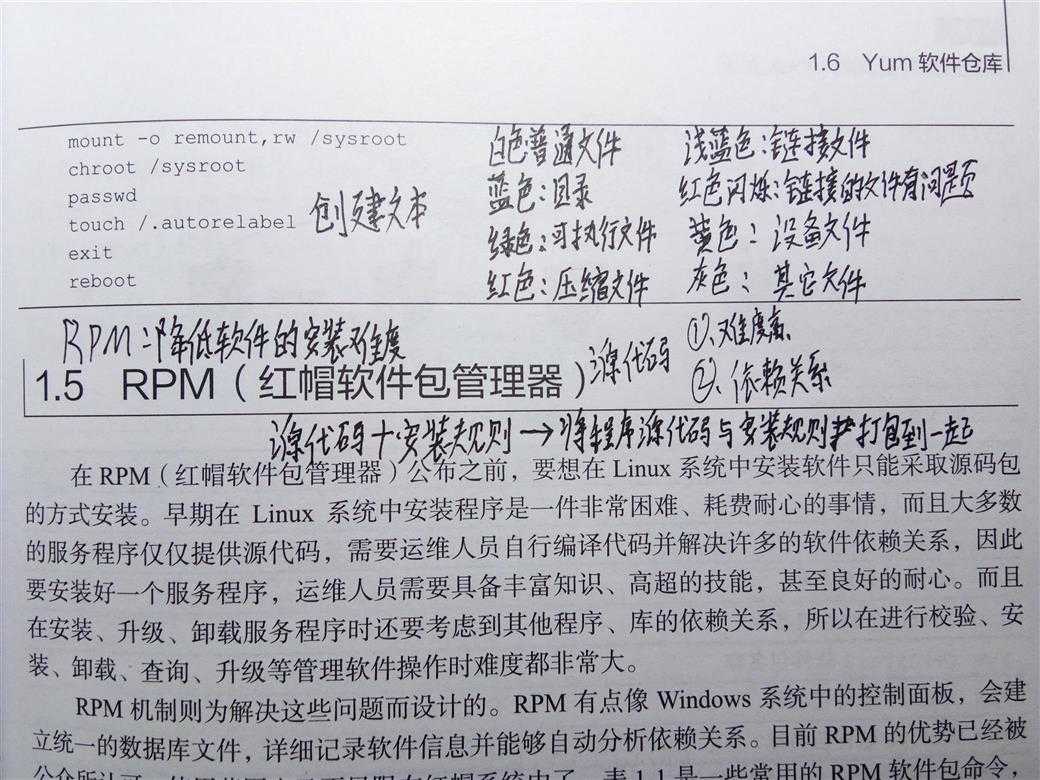 1.6 Yum 软件仓库
mount -o remount,rw /sysroot
chroot /sysroot
passwd
touch /.autorelabel 创建文本
exit
reboot
白色普通文件 浅蓝色:链接文件
蓝色:目录 红色闪烁:链接的文件有问题
绿色:可执行文件 黄色:设备文件
红色:压缩文件 灰色:其它文件
RPM:降低软件的安装难度
源代码 ①.难度高
②.依赖关系
1.5 RPM（红帽软件包管理器）
源代码+安装规则→将程序源代码与安装规则打包到一起
在 RPM（红帽软件包管理器）公布之前，要想在 Linux 系统中安装软件只能采取源码包
的方式安装。早期在 Linux 系统中安装程序是一件非常困难、耗费耐心的事情，而且大多数
的服务程序仅仅提供源代码，需要运维人员自行编译代码并解决许多的软件依赖关系，因此
要安装好一个服务程序，运维人员需要具备丰富知识、高超的技能，甚至良好的耐心。而且
在安装、升级、卸载服务程序时还要考虑到其他程序、库的依赖关系，所以在进行校验、安
装、卸载、查询、升级等管理软件操作时难度都非常大。
RPM 机制则为解决这些问题而设计的。RPM 有点像 Windows 系统中的控制面板，会建
立统一的数据库文件，详细记录软件信息并能够自动分析依赖关系。目前 RPM 的优势已经被
表 1.1 是一些常用的 RPM 软件包命令，